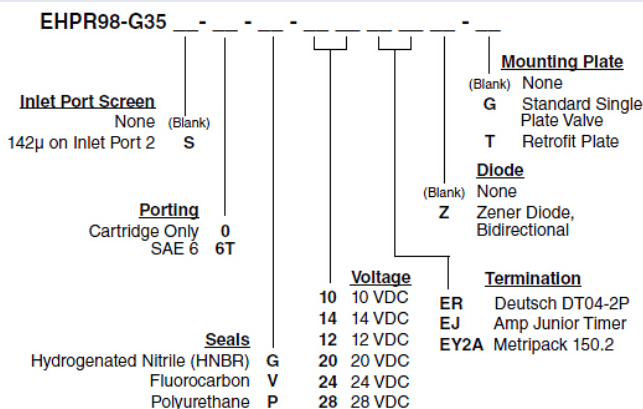 EHPR98-G35 __- __ - __ - __ __ __ __ __ - __
Mounting Plate
(Blank) None
G Standard Single
Plate Valve
T Retrofit Plate
Inlet Port Screen
None (Blank)
142µ on Inlet Port 2 S
Diode
(Blank) None
Z Zener Diode,
Bidirectional
Porting
Cartridge Only 0
SAE 6 6T
Voltage
10 10 VDC
14 14 VDC
12 12 VDC
20 20 VDC
24 24 VDC
28 28 VDC
Termination
ER Deutsch DT04-2P
EJ Amp Junior Timer
EY2A Metripack 150.2
Seals
Hydrogenated Nitrile (HNBR) G
Fluorocarbon V
Polyurethane P